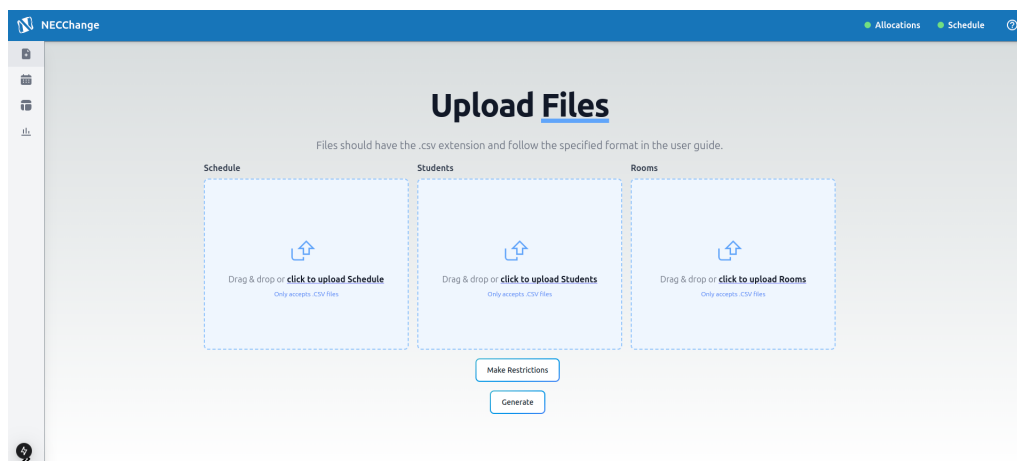 NECChange
Allocations
Schedule
Upload Files
Files should have the .csv extension and follow the specified format in the user guide.
Schedule
Students
Rooms
Drag & drop or click to upload Schedule
Only accepts .CSV files
Drag & drop or click to upload Students
Only accepts .CSV files
Drag & drop or click to upload Rooms
Only accepts .CSV files
Make Restrictions
Generate